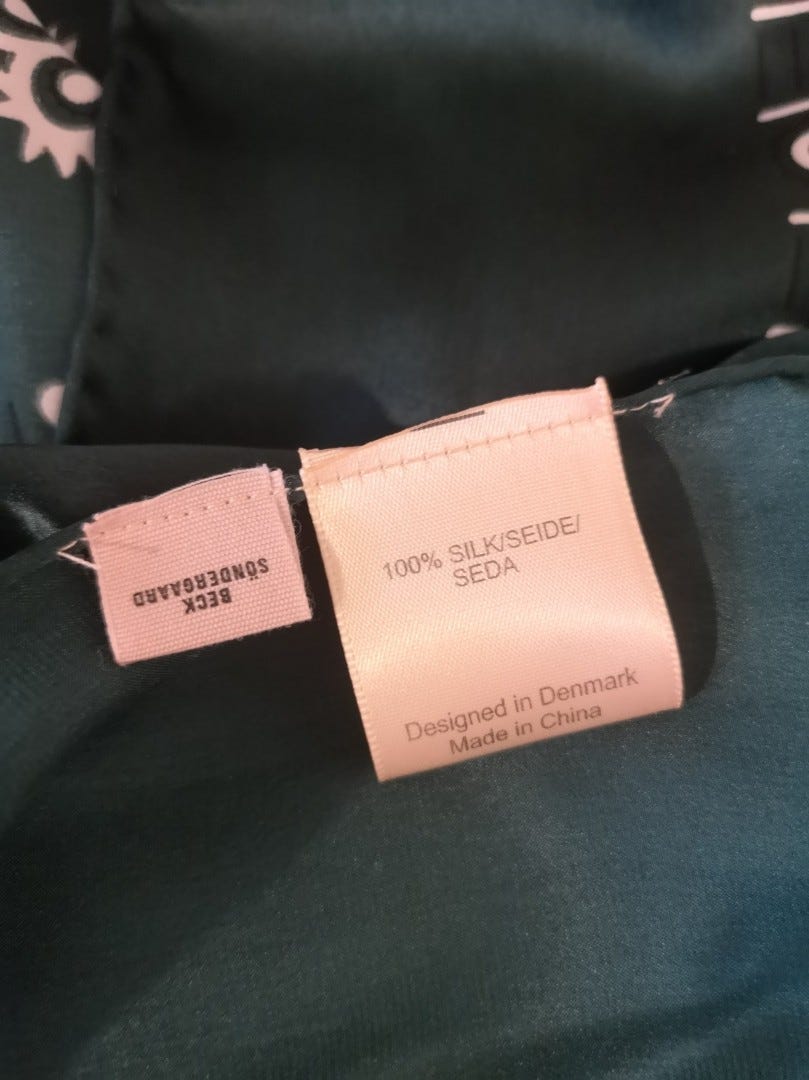 BECK
SÖNDERGAARD
100% SILK/SEIDE/
SEDA
Designed in Denmark
Made in China